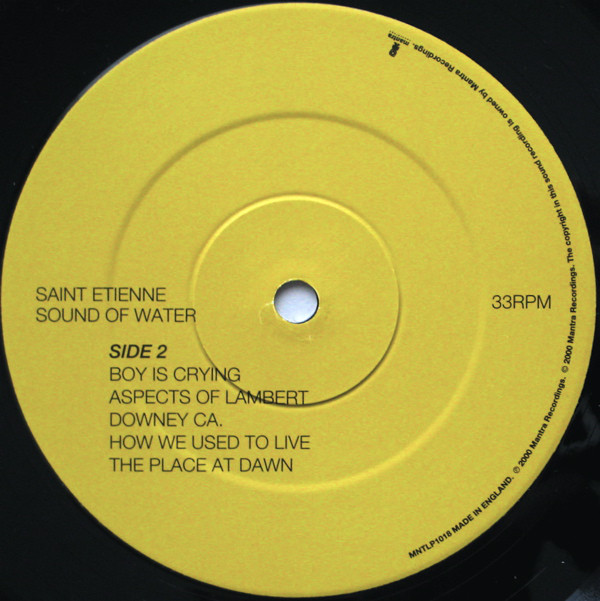 SAINT ETIENNE
SOUND OF WATER
33RPM
SIDE 2
BOY IS CRYING
ASPECTS OF LAMBERT
DOWNEY CA.
HOW WE USED TO LIVE
THE PLACE AT DAWN
MNTLP1018 MADE IN ENGLAND. ℗ 2000 Mantra Recordings. © 2000 Mantra Recordings. The copyright in this sound recording is owned by Mantra Recordings.
mantra